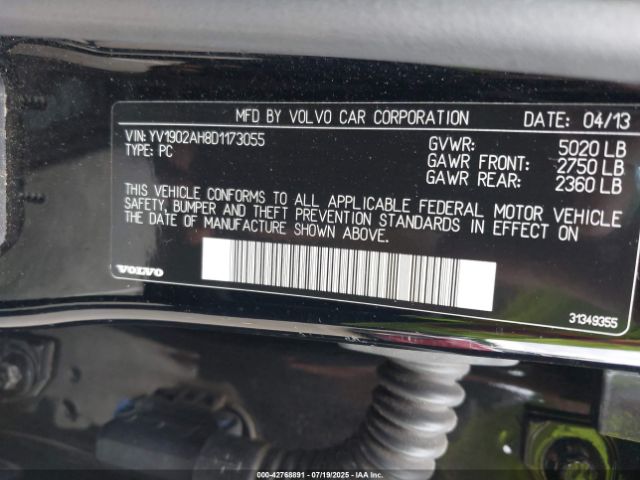 MFD BY VOLVO CAR CORPORATION DATE: 04/13
VIN: YV1902AH8D1173055 GVWR: 5020 LB
TYPE: PC GAWR FRONT: 2750 LB
GAWR REAR: 2360 LB
THIS VEHICLE CONFORMS TO ALL APPLICABLE FEDERAL MOTOR VEHICLE
SAFETY, BUMPER AND THEFT PREVENTION STANDARDS IN EFFECT ON
THE DATE OF MANUFACTURE SHOWN ABOVE.
VOLVO
31349355
000-42768891 - 07/19/2025 - IAAI.CA